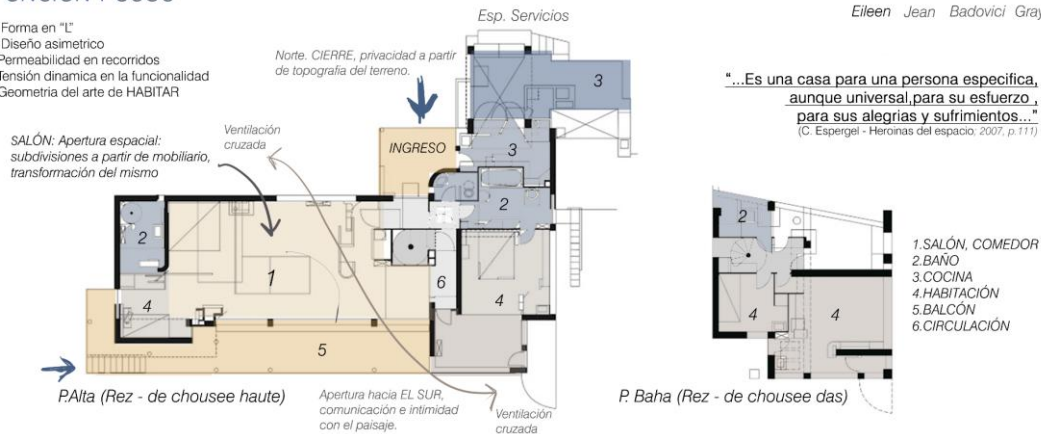 Forma en "L"
Diseño asimetrico
Permeabilidad en recorridos
Tensión dinamica en la funcionalidad
Geometria del arte de HABITAR
SALÓN: Apertura espacial:
subdivisiones a partir de mobiliario,
transformación del mismo
Ventilación
cruzada
Norte. CIERRE, privacidad a partir
de topografia del terreno.
Esp. Servicios
INGRESO
3
3
2
2
1
4
6
4
5
P.Alta (Rez - de chousee haute)
Apertura hacia EL SUR,
comunicación e intimidad
con el paisaje.
Ventilación
cruzada
Eileen Jean Badovici Gray
"...Es una casa para una persona especifica,
aunque universal,para su esfuerzo ,
para sus alegrias y sufrimientos..."
(C. Espergel - Heroinas del espacio; 2007, p.111)
2
4
4
P. Baha (Rez - de chousee das)
1.SALÓN, COMEDOR
2.BAÑO
3.COCINA
4.HABITACIÓN
5.BALCÓN
6.CIRCULACIÓN